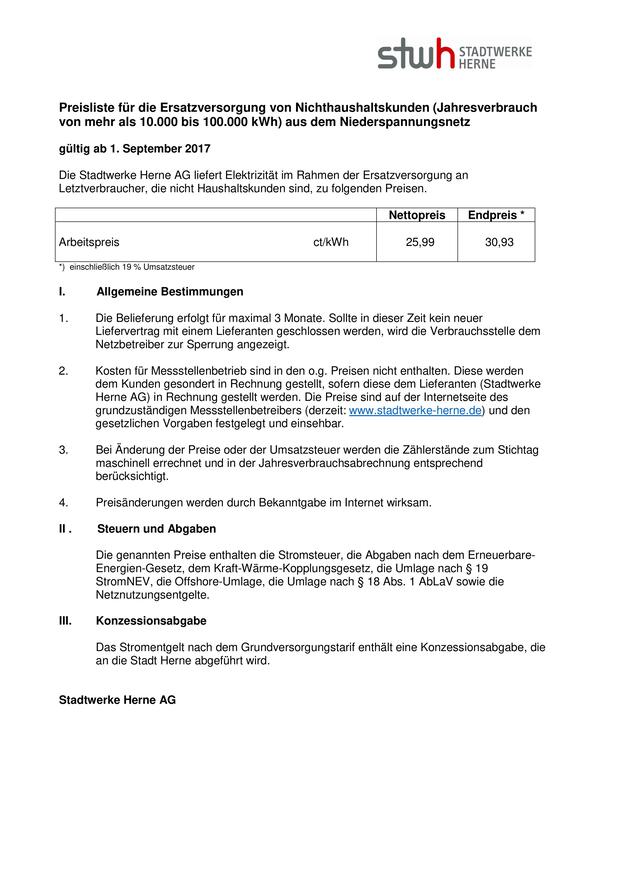 stwh STADTWERKE
HERNE
Preisliste für die Ersatzversorgung von Nichthaushaltskunden (Jahresverbrauch
von mehr als 10.000 bis 100.000 kWh) aus dem Niederspannungsnetz
gültig ab 1. September 2017
Die Stadtwerke Herne AG liefert Elektrizität im Rahmen der Ersatzversorgung an
Letztverbraucher, die nicht Haushaltskunden sind, zu folgenden Preisen.
Nettopreis Endpreis *
Arbeitspreis ct/kWh 25,99 30,93
*) einschließlich 19 % Umsatzsteuer
I. Allgemeine Bestimmungen
1. Die Belieferung erfolgt für maximal 3 Monate. Sollte in dieser Zeit kein neuer
Liefervertrag mit einem Lieferanten geschlossen werden, wird die Verbrauchsstelle dem
Netzbetreiber zur Sperrung angezeigt.
2. Kosten für Messstellenbetrieb sind in den o.g. Preisen nicht enthalten. Diese werden
dem Kunden gesondert in Rechnung gestellt, sofern diese dem Lieferanten (Stadtwerke
Herne AG) in Rechnung gestellt werden. Die Preise sind auf der Internetseite des
grundzuständigen Messstellenbetreibers (derzeit: www.stadtwerke-herne.de) und den
gesetzlichen Vorgaben festgelegt und einsehbar.
3. Bei Änderung der Preise oder der Umsatzsteuer werden die Zählerstände zum Stichtag
maschinell errechnet und in der Jahresverbrauchsabrechnung entsprechend
berücksichtigt.
4. Preisänderungen werden durch Bekanntgabe im Internet wirksam.
II . Steuern und Abgaben
Die genannten Preise enthalten die Stromsteuer, die Abgaben nach dem Erneuerbare-
Energien-Gesetz, dem Kraft-Wärme-Kopplungsgesetz, die Umlage nach § 19
StromNEV, die Offshore-Umlage, die Umlage nach § 18 Abs. 1 AbLaV sowie die
Netznutzungsentgelte.
III. Konzessionsabgabe
Das Stromentgelt nach dem Grundversorgungstarif enthält eine Konzessionsabgabe, die
an die Stadt Herne abgeführt wird.
Stadtwerke Herne AG